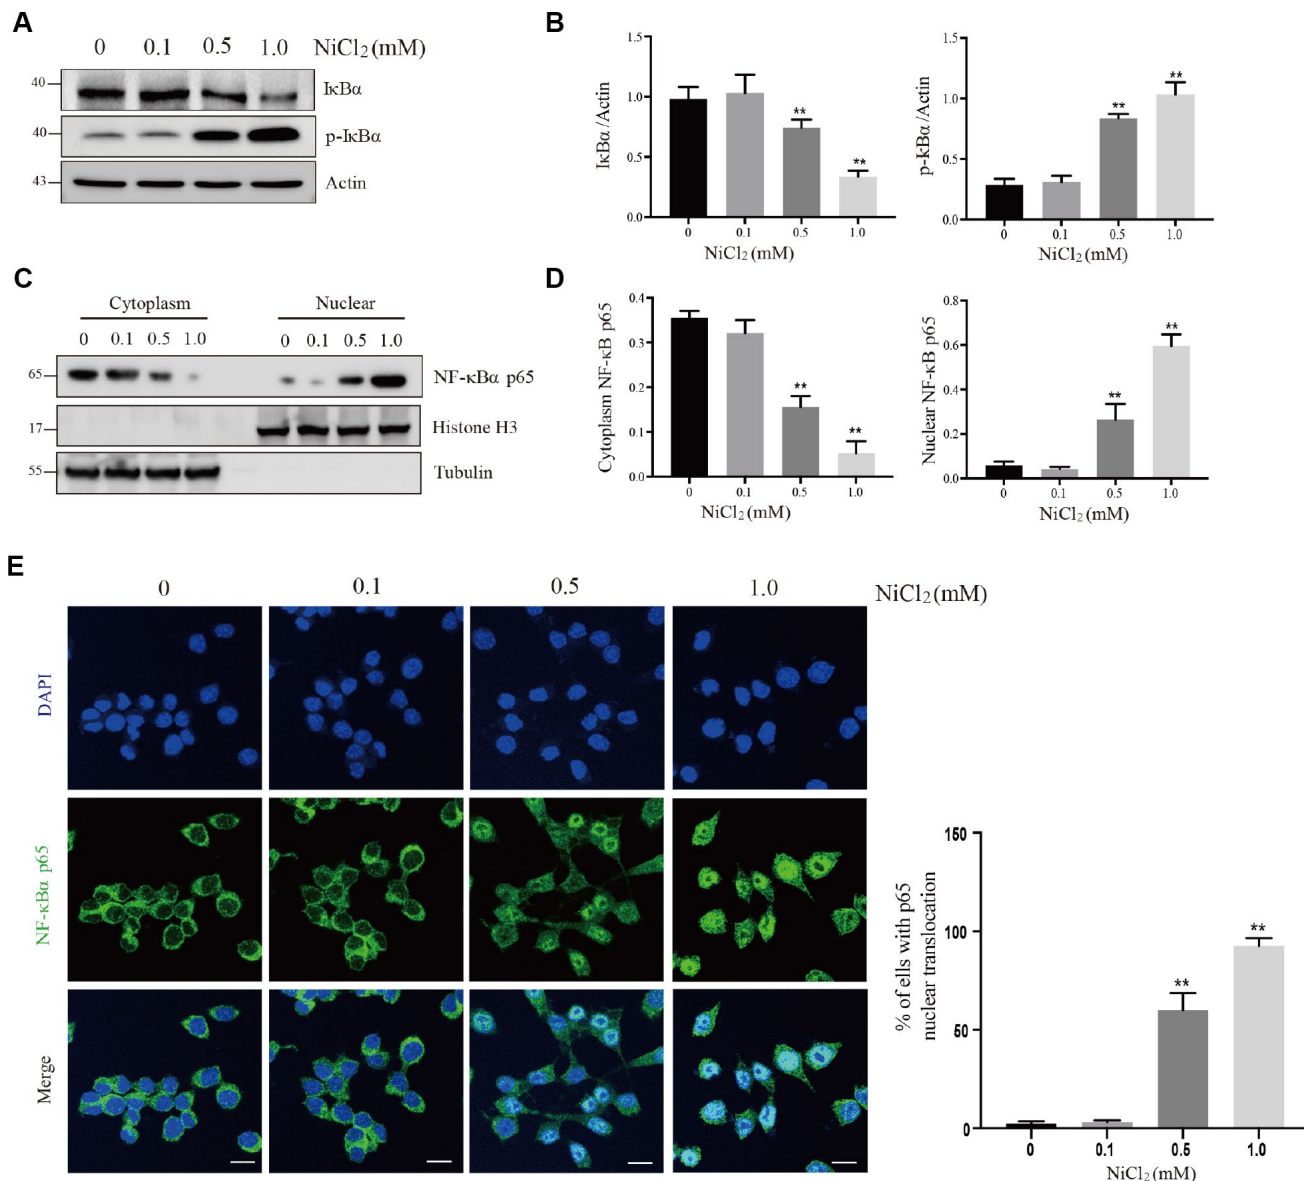 A
0 0.1 0.5 1.0 NiCl₂ (mM)
40 IκBα
40 p-IκBα
43 Actin
B
1.5
1.0
0.5
0.0
IκBα/Actin
**
**
0 0.1 0.5 1.0
NiCl₂ (mM)
1.5
1.0
0.5
0.0
p-kBα/Actin
**
**
0 0.1 0.5 1.0
NiCl₂ (mM)
C
Cytoplasm Nuclear
0 0.1 0.5 1.0 0 0.1 0.5 1.0
65 NF-κBα p65
17 Histone H3
55 Tubulin
D
0.4
0.3
0.2
0.1
0.0
Cytoplasm NF-κB p65
**
**
0 0.1 0.5 1.0
NiCl₂ (mM)
0.8
0.6
0.4
0.2
0.0
Nuclear NF-κB p65
**
**
0 0.1 0.5 1.0
NiCl₂ (mM)
E
0 0.1 0.5 1.0 NiCl₂ (mM)
DAPI
NF-κBα p65
Merge
150
100
50
0
% of ells with p65
nuclear translocation
**
**
0 0.1 0.5 1.0
NiCl₂ (mM)